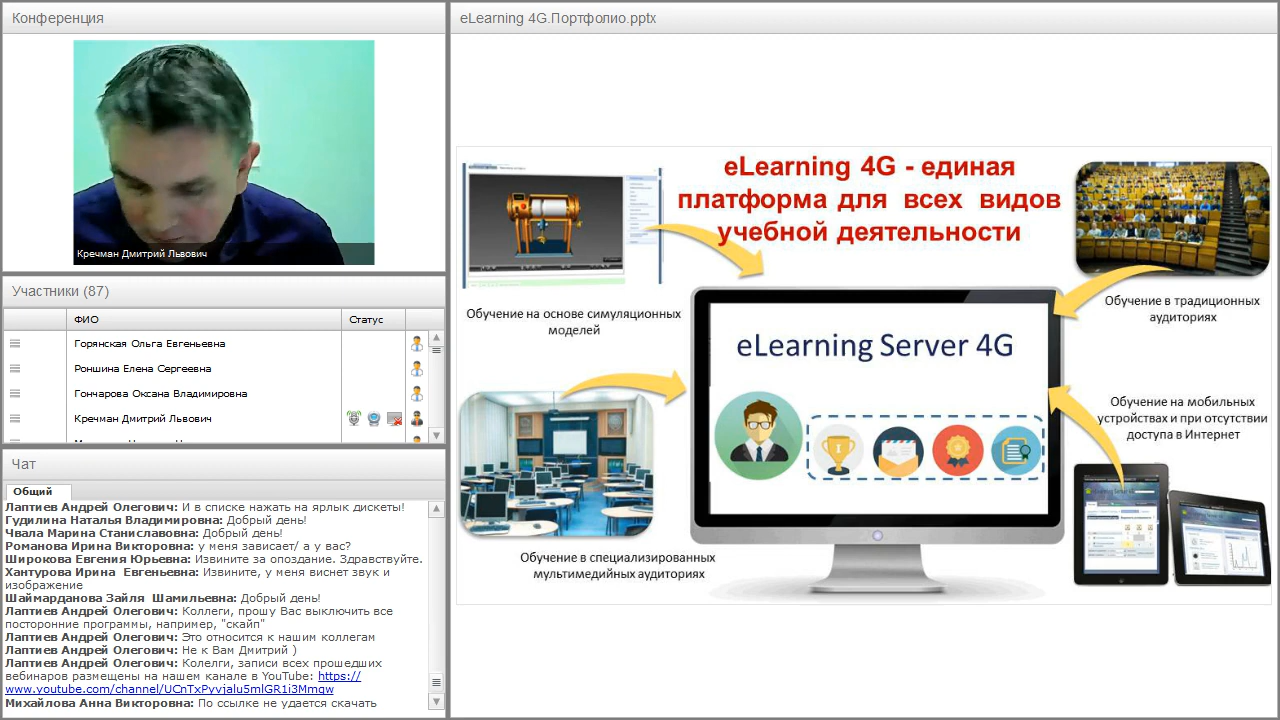 Конференция
Кречман Дмитрий Львович
Участники (87)
ФИО
Статус
Горянская Ольга Евгеньевна
Роншина Елена Сергеевна
Гончарова Оксана Владимировна
Кречман Дмитрий Львович
Чат
Общий
Лаптиев Андрей Олегович: И в списке нажать на ярлык дискеты!
Гудилина Наталья Владимировна: Добрый день!
Чвала Марина Станиславовна: Добрый день!
Романова Ирина Викторовна: у меня зависает/ а у вас?
Широкова Евгения Юрьевна: Извините за опоздание. Здравствуйте.
Хантурова Ирина Евгеньевна: Извините, у меня виснет звук и
изображение
Шаймарданова Зайля Шамильевна: Добрый день!
Лаптиев Андрей Олегович: Коллеги, прошу Вас выключить все
посторонние программы, например, "скайп"
Лаптиев Андрей Олегович: Это относится к нашим коллегам
Лаптиев Андрей Олегович: Не к Вам Дмитрий )
Лаптиев Андрей Олегович: Колелги, записи всех прошедших
вебинаров размещены на нашем канале в YouTube: https://
www.youtube.com/channel/UCnTxPyvjalu5mlGR1i3Mmqw
Михайлова Анна Викторовна: По ссылке не удается скачать
eLearning 4G.Портфолио.pptx
eLearning 4G - единая
платформа для всех видов
учебной деятельности
Обучение на основе симуляционных
моделей
Обучение в традиционных
аудиториях
eLearning Server 4G
Обучение на мобильных
устройствах и при отсутствии
доступа в Интернет
Обучение в специализированных
мультимедийных аудиториях
eLearning Server 4G